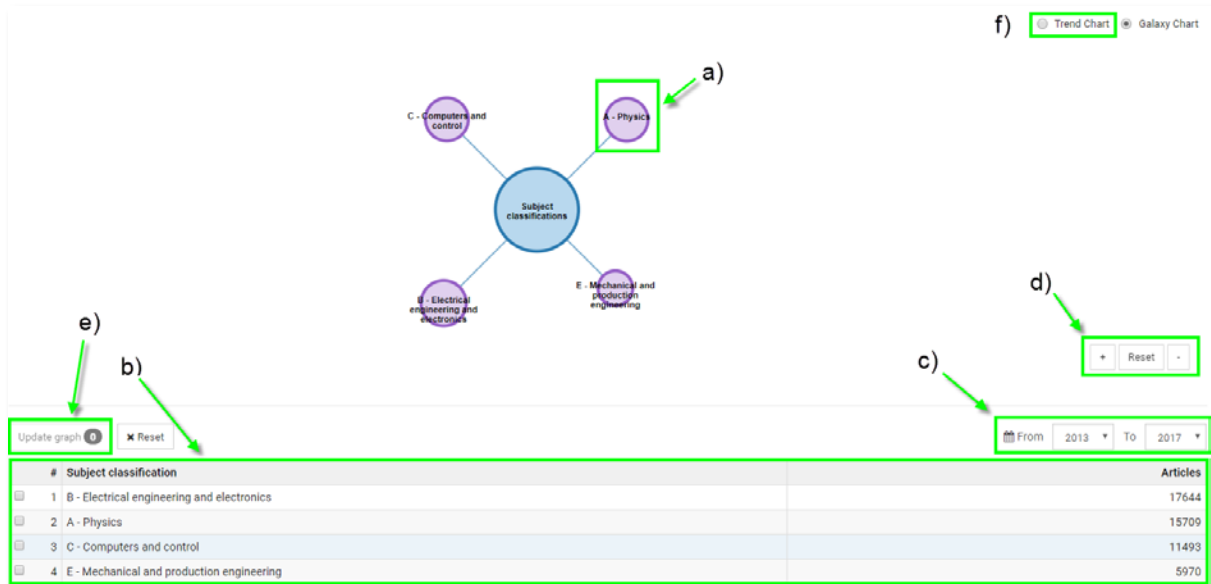 f)
Trend Chart
Galaxy Chart
a)
C - Computers and
control
A - Physics
Subject
classifications
E - Mechanical and
production
engineering
B - Electrical
engineering and
electronics
d)
+ Reset -
e)
b)
c)
Update graph 0
× Reset
From 2013 To 2017
# Subject classification Articles
1 B - Electrical engineering and electronics 17644
2 A - Physics 15709
3 C - Computers and control 11493
4 E - Mechanical and production engineering 5970